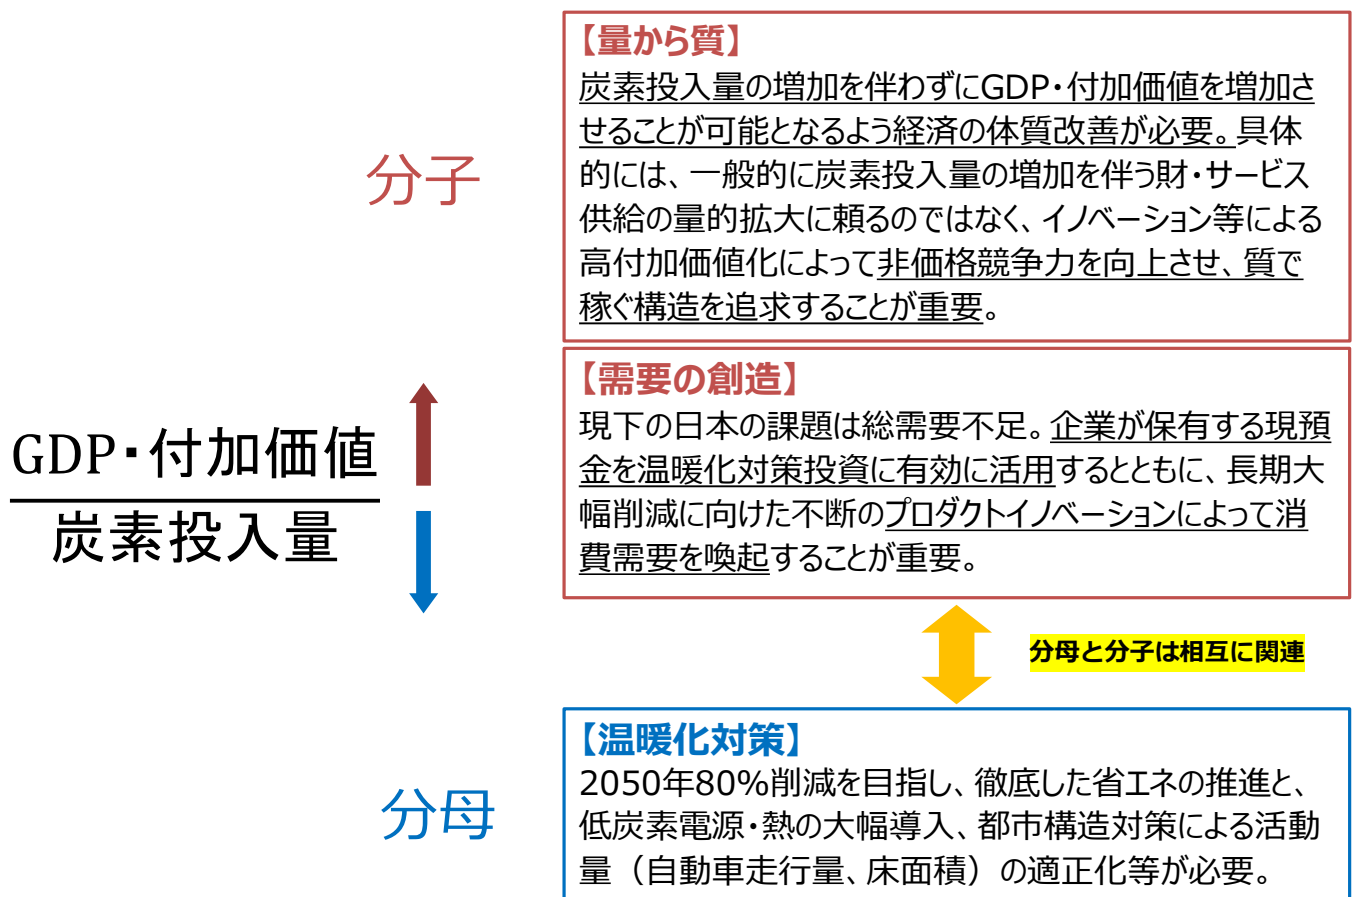 分子
【量から質】
炭素投入量の増加を伴わずにGDP・付加価値を増加さ
せることが可能となるよう経済の体質改善が必要。具体
的には、一般的に炭素投入量の増加を伴う財・サービス
供給の量的拡大に頼るのではなく、イノベーション等による
高付加価値化によって非価格競争力を向上させ、質で
稼ぐ構造を追求することが重要。
【需要の創造】
現下の日本の課題は総需要不足。企業が保有する現預
金を温暖化対策投資に有効に活用するとともに、長期大
幅削減に向けた不断のプロダクトイノベーションによって消
費需要を喚起することが重要。
GDP・付加価値
炭素投入量
分母と分子は相互に関連
分母
【温暖化対策】
2050年80%削減を目指し、徹底した省エネの推進と、
低炭素電源・熱の大幅導入、都市構造対策による活動
量（自動車走行量、床面積）の適正化等が必要。